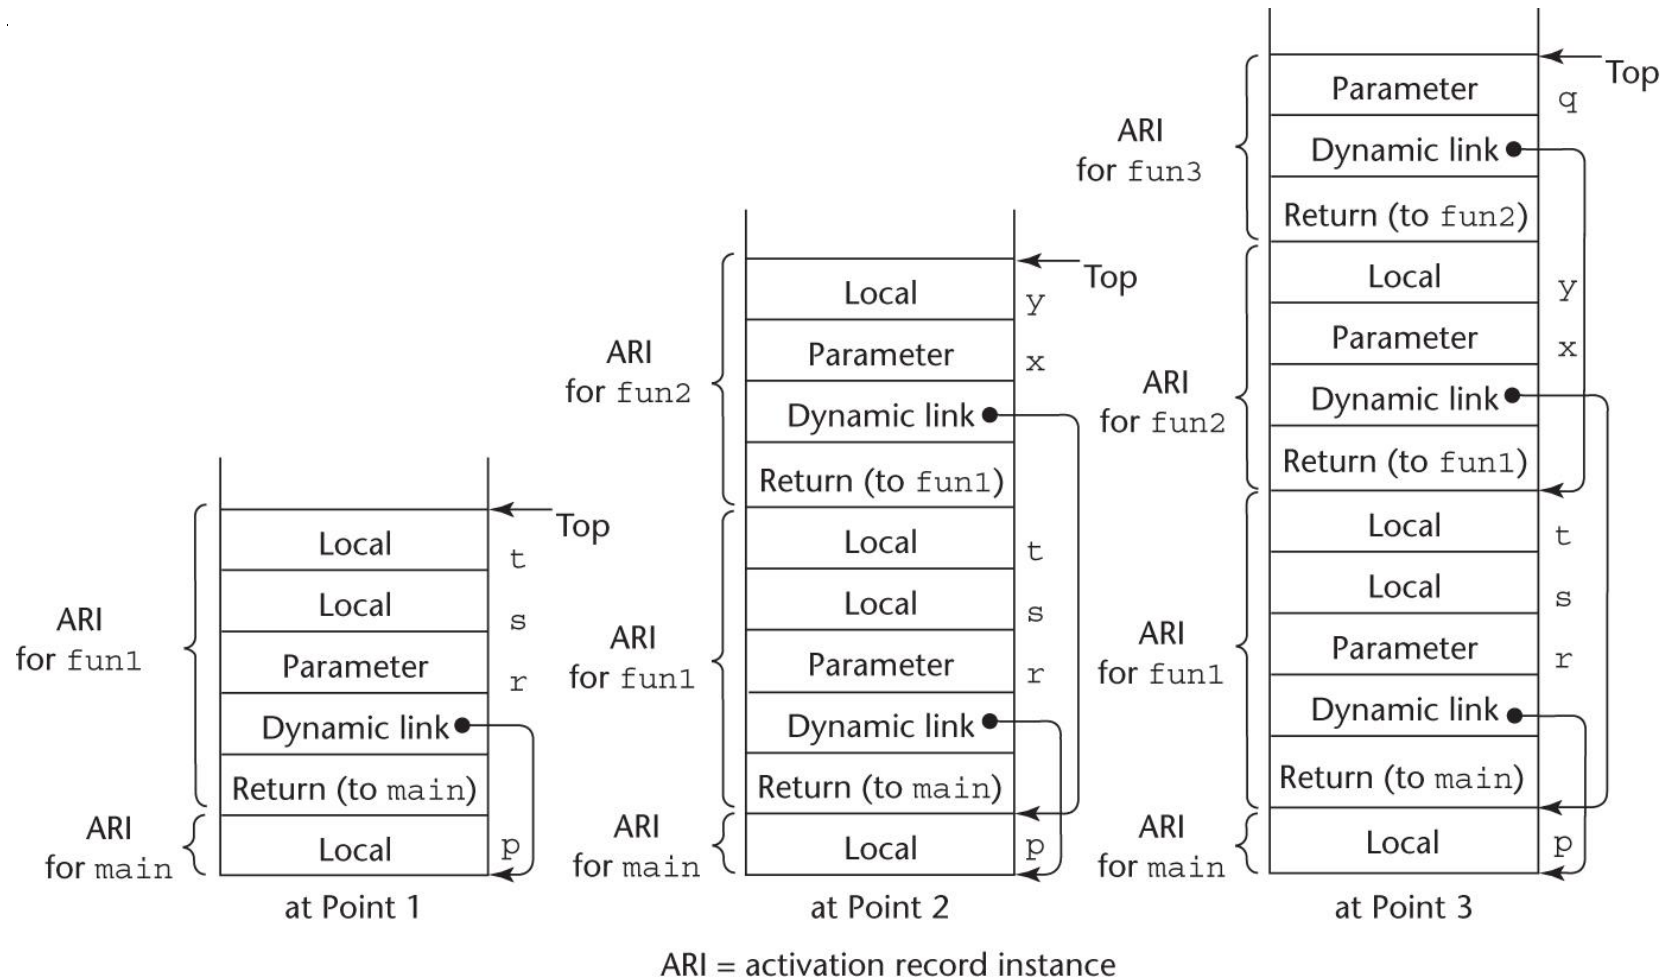 Top
Parameter
q
ARI
for fun3
Dynamic link
Return (to fun2)
Local
y
Parameter
x
ARI
for fun2
Dynamic link
Return (to fun1)
Local
t
Local
s
ARI
for fun1
Parameter
r
Dynamic link
Return (to main)
ARI
for main
Local
p
at Point 3
Top
Local
y
ARI
for fun2
Parameter
x
Dynamic link
Return (to fun1)
Local
t
Local
s
ARI
for fun1
Parameter
r
Dynamic link
Return (to main)
ARI
for main
Local
p
at Point 2
Top
Local
t
Local
s
ARI
for fun1
Parameter
r
Dynamic link
Return (to main)
ARI
for main
Local
p
at Point 1
ARI = activation record instance